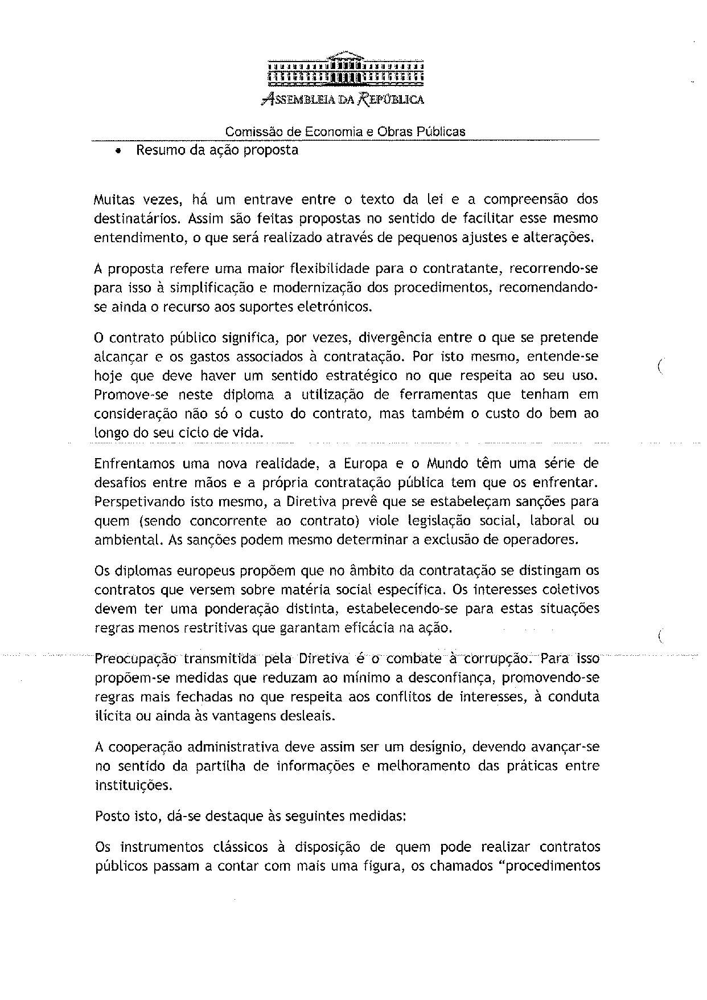 ASSEMBLEIA DA REPÚBLICA
Comissão de Economia e Obras Públicas
• Resumo da ação proposta
Muitas vezes, há um entrave entre o texto da lei e a compreensão dos
destinatários. Assim são feitas propostas no sentido de facilitar esse mesmo
entendimento, o que será realizado através de pequenos ajustes e alterações.
A proposta refere uma maior flexibilidade para o contratante, recorrendo-se
para isso à simplificação e modernização dos procedimentos, recomendando-
se ainda o recurso aos suportes eletrónicos.
O contrato público significa, por vezes, divergência entre o que se pretende
alcançar e os gastos associados à contratação. Por isto mesmo, entende-se
hoje que deve haver um sentido estratégico no que respeita ao seu uso.
Promove-se neste diploma a utilização de ferramentas que tenham em
consideração não só o custo do contrato, mas também o custo do bem ao
longo do seu ciclo de vida.
Enfrentamos uma nova realidade, a Europa e o Mundo têm uma série de
desafios entre mãos e a própria contratação pública tem que os enfrentar.
Perspetivando isto mesmo, a Diretiva prevê que se estabeleçam sanções para
quem (sendo concorrente ao contrato) viole legislação social, laboral ou
ambiental. As sanções podem mesmo determinar a exclusão de operadores.
Os diplomas europeus propõem que no âmbito da contratação se distingam os
contratos que versem sobre matéria social específica. Os interesses coletivos
devem ter uma ponderação distinta, estabelecendo-se para estas situações
regras menos restritivas que garantam eficácia na ação.
Preocupação transmitida pela Diretiva é o combate à corrupção. Para isso
propõem-se medidas que reduzam ao mínimo a desconfiança, promovendo-se
regras mais fechadas no que respeita aos conflitos de interesses, à conduta
ilícita ou ainda às vantagens desleais.
A cooperação administrativa deve assim ser um desígnio, devendo avançar-se
no sentido da partilha de informações e melhoramento das práticas entre
instituições.
Posto isto, dá-se destaque às seguintes medidas:
Os instrumentos clássicos à disposição de quem pode realizar contratos
públicos passam a contar com mais uma figura, os chamados “procedimentos